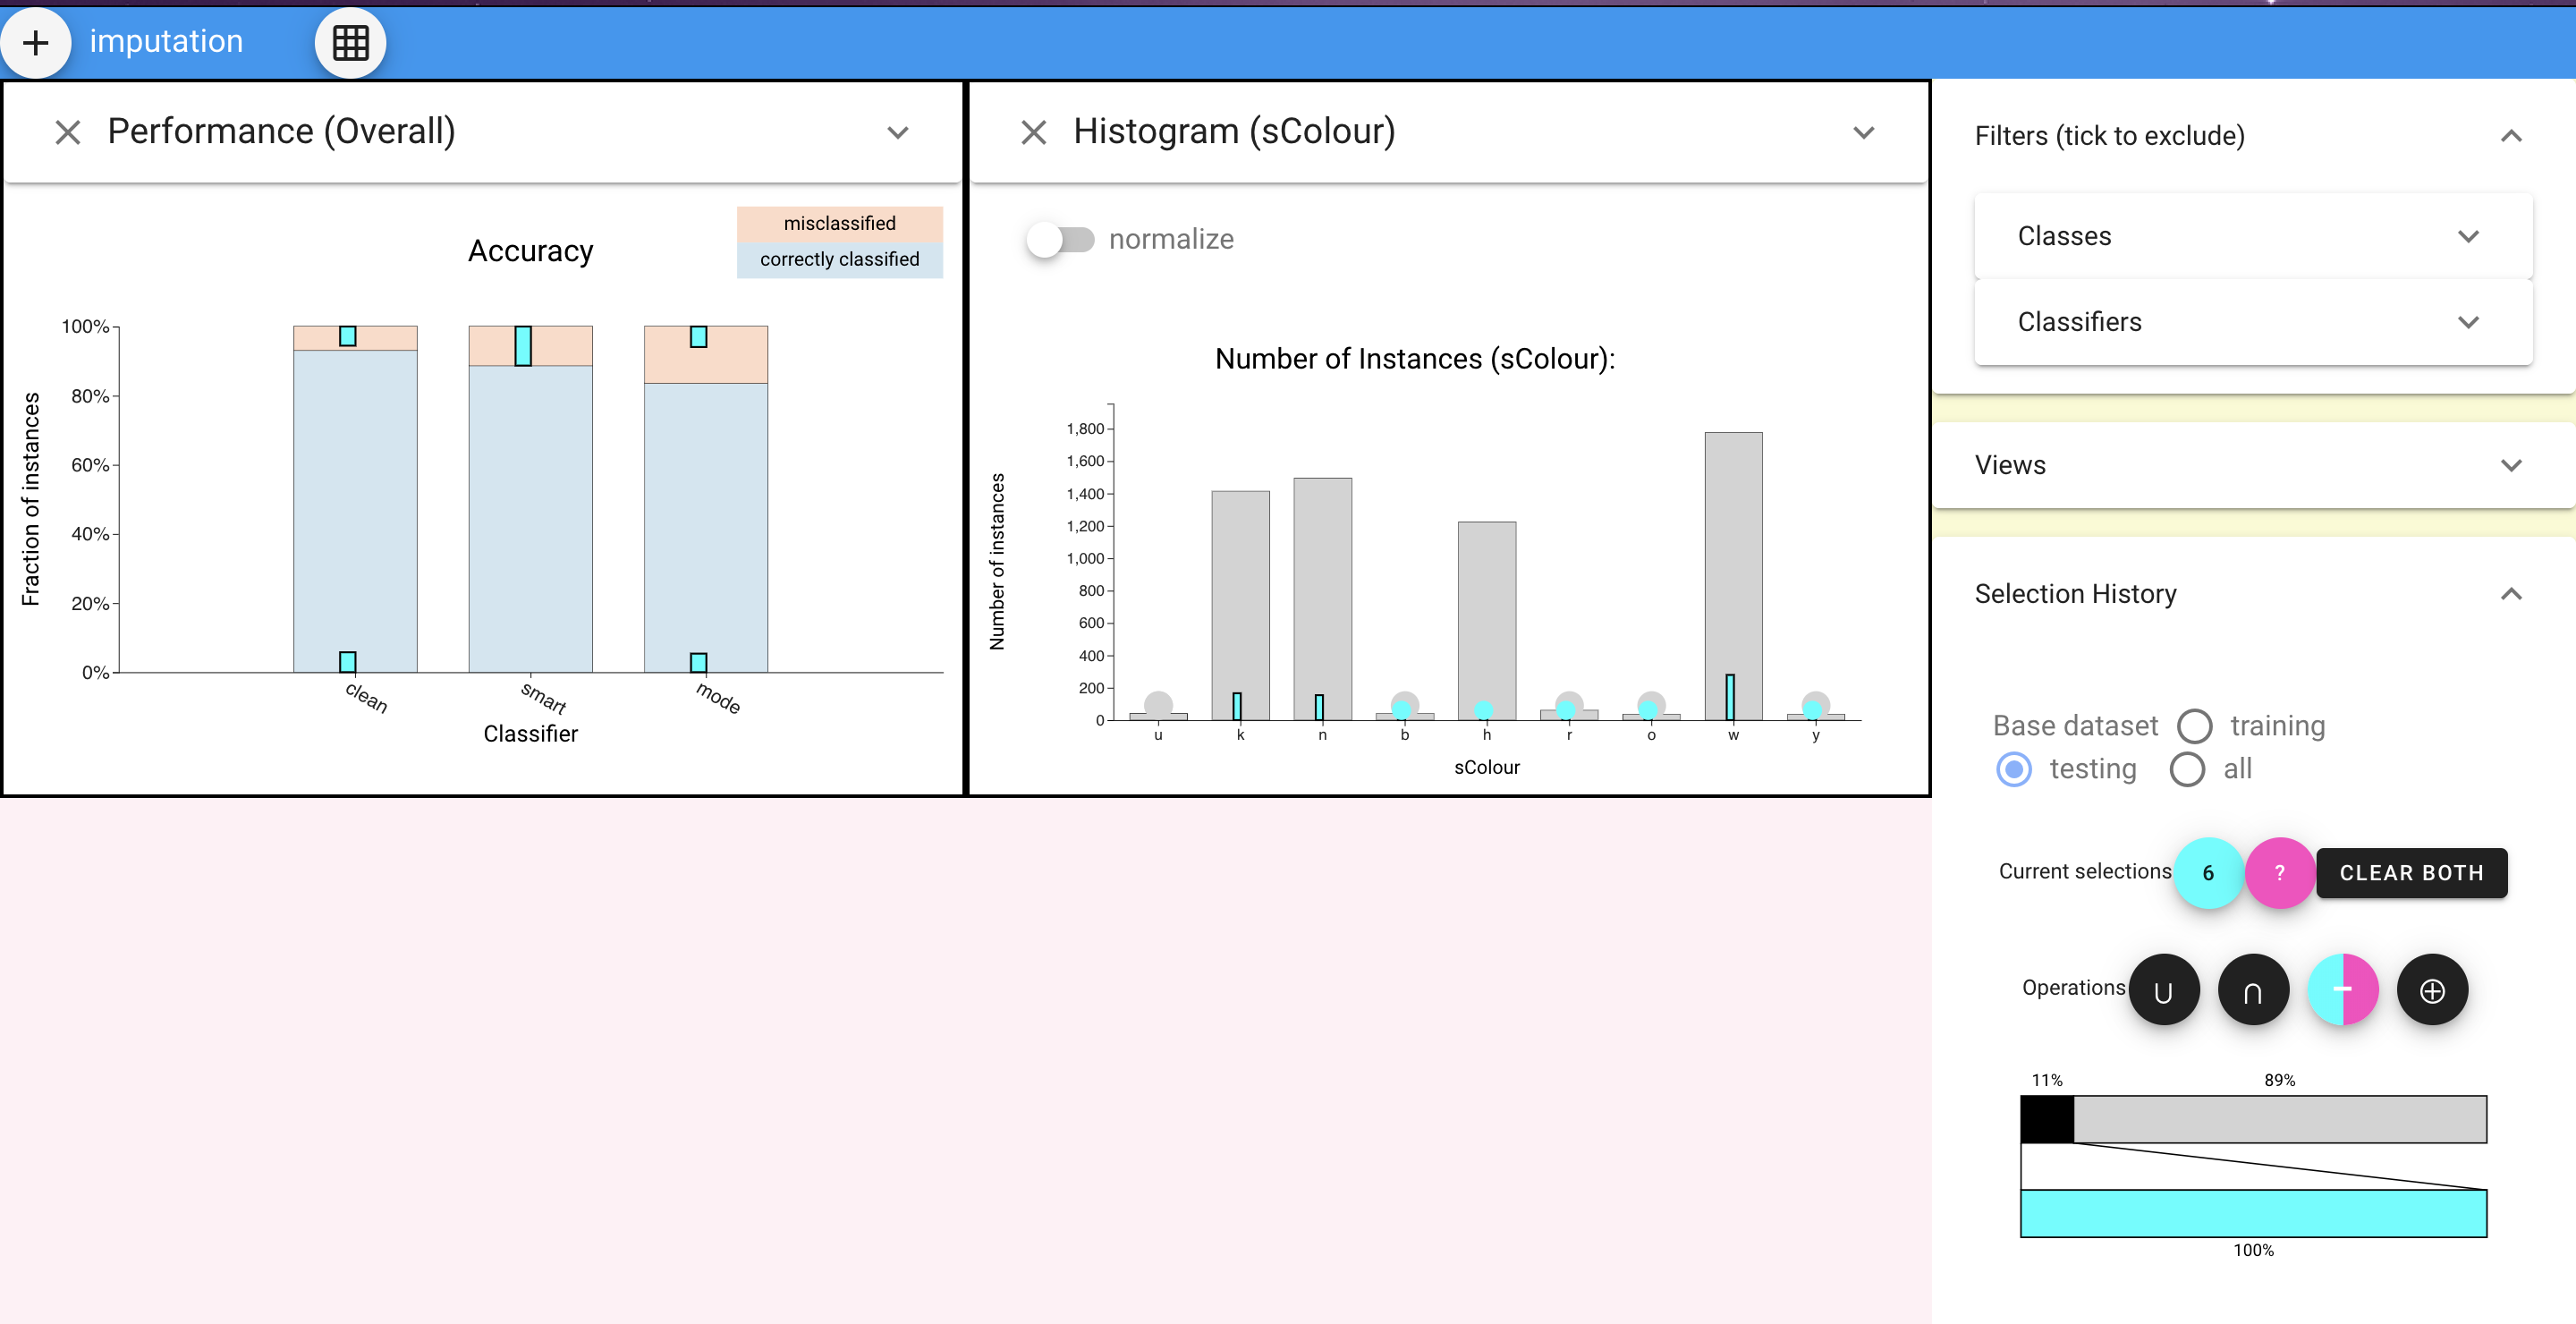 imputation
Performance (Overall)
misclassified
correctly classified
Accuracy
100%
80%
60%
40%
20%
0%
Fraction of instances
clean
smart
mode
Classifier
Histogram (sColour)
normalize
Number of Instances (sColour):
1,800
1,600
1,400
1,200
1,000
800
600
400
200
0
Number of instances
u k n b h r o w y
sColour
Filters (tick to exclude)
Classes
Classifiers
Views
Selection History
Base dataset training
testing all
Current selections 6 ? CLEAR BOTH
Operations ∪ ∩ − ⊕
11% 89%
100%